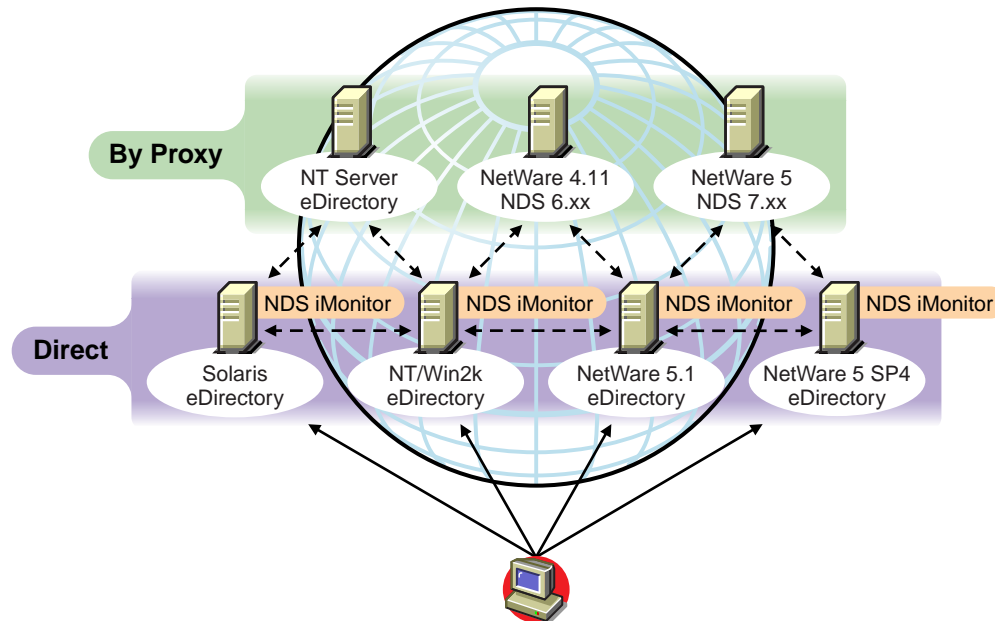 By Proxy
NT Server
eDirectory
NetWare 4.11
NDS 6.xx
NetWare 5
NDS 7.xx
Direct
NDS iMonitor
NDS iMonitor
NDS iMonitor
NDS iMonitor
Solaris
eDirectory
NT/Win2k
eDirectory
NetWare 5.1
eDirectory
NetWare 5 SP4
eDirectory